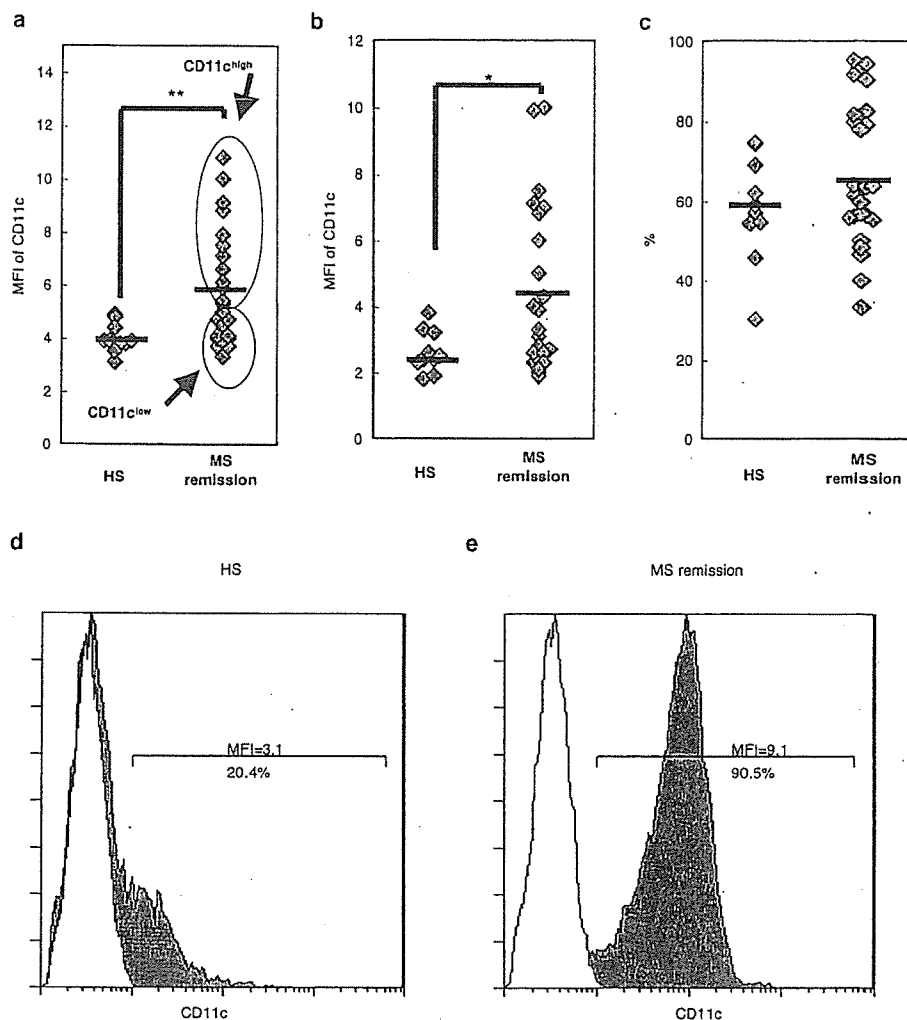 a
MFI of CD11c
14
12
10
8
6
4
2
0
CD11chigh
**
CD11clow
HS
MS
remission
b
MFI of CD11c
12
10
8
6
4
2
0
*
HS
MS
remission
c
%
100
80
60
40
20
0
HS
MS
remission
d
HS
MFI=3.1
20.4%
CD11c
e
MS remission
MFI=9.1
90.5%
CD11c